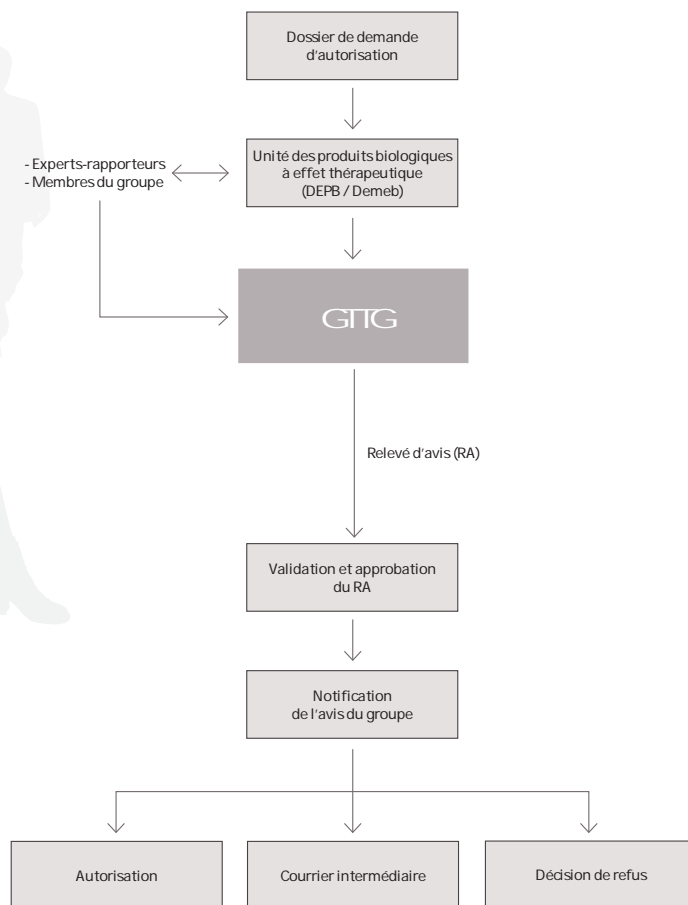 Dossier de demande
d'autorisation
- Experts-rapporteurs
- Membres du groupe
Unité des produits biologiques
à effet thérapeutique
(DEPB / Demeb)
GTTG
Relevé d'avis (RA)
Validation et approbation
du RA
Notification
de l'avis du groupe
Autorisation
Courrier intermédiaire
Décision de refus